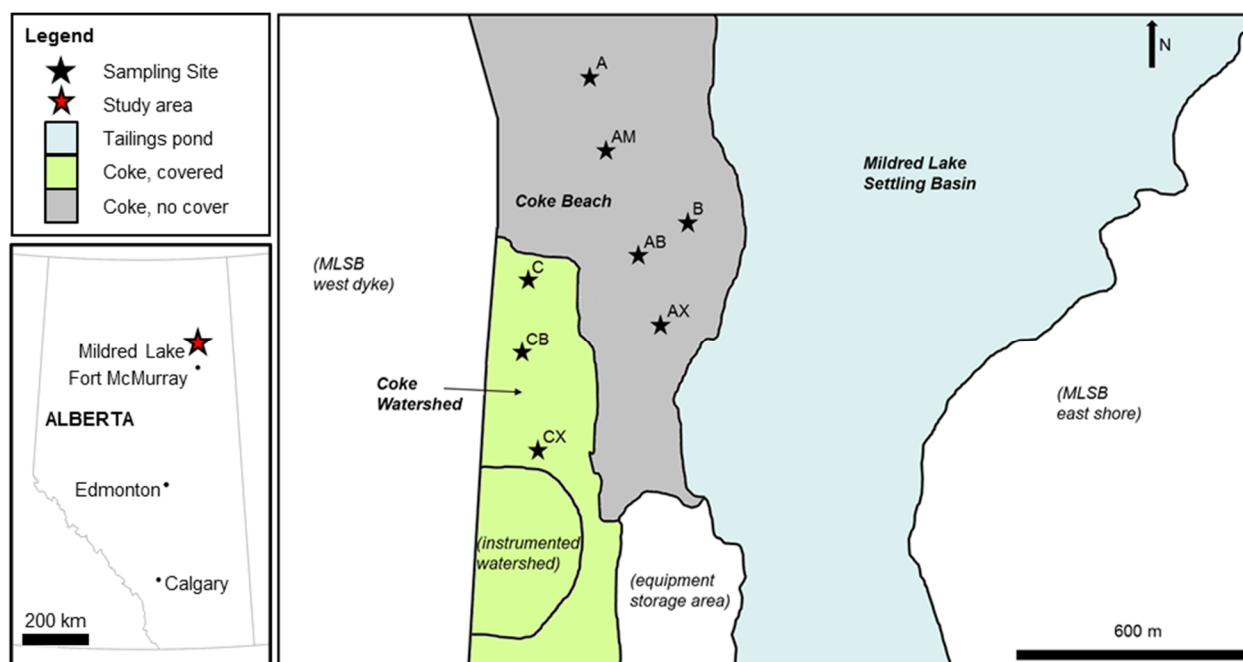 Legend
Sampling Site
Study area
Tailings pond
Coke, covered
Coke, no cover
Mildred Lake
Fort McMurray
ALBERTA
Edmonton
Calgary
200 km
N
A
AM
Coke Beach
B
AB
AX
Mildred Lake
Settling Basin
(MLSB
west dyke)
C
CB
Coke
Watershed
CX
(instrumented
watershed)
(equipment
storage area)
(MLSB
east shore)
600 m